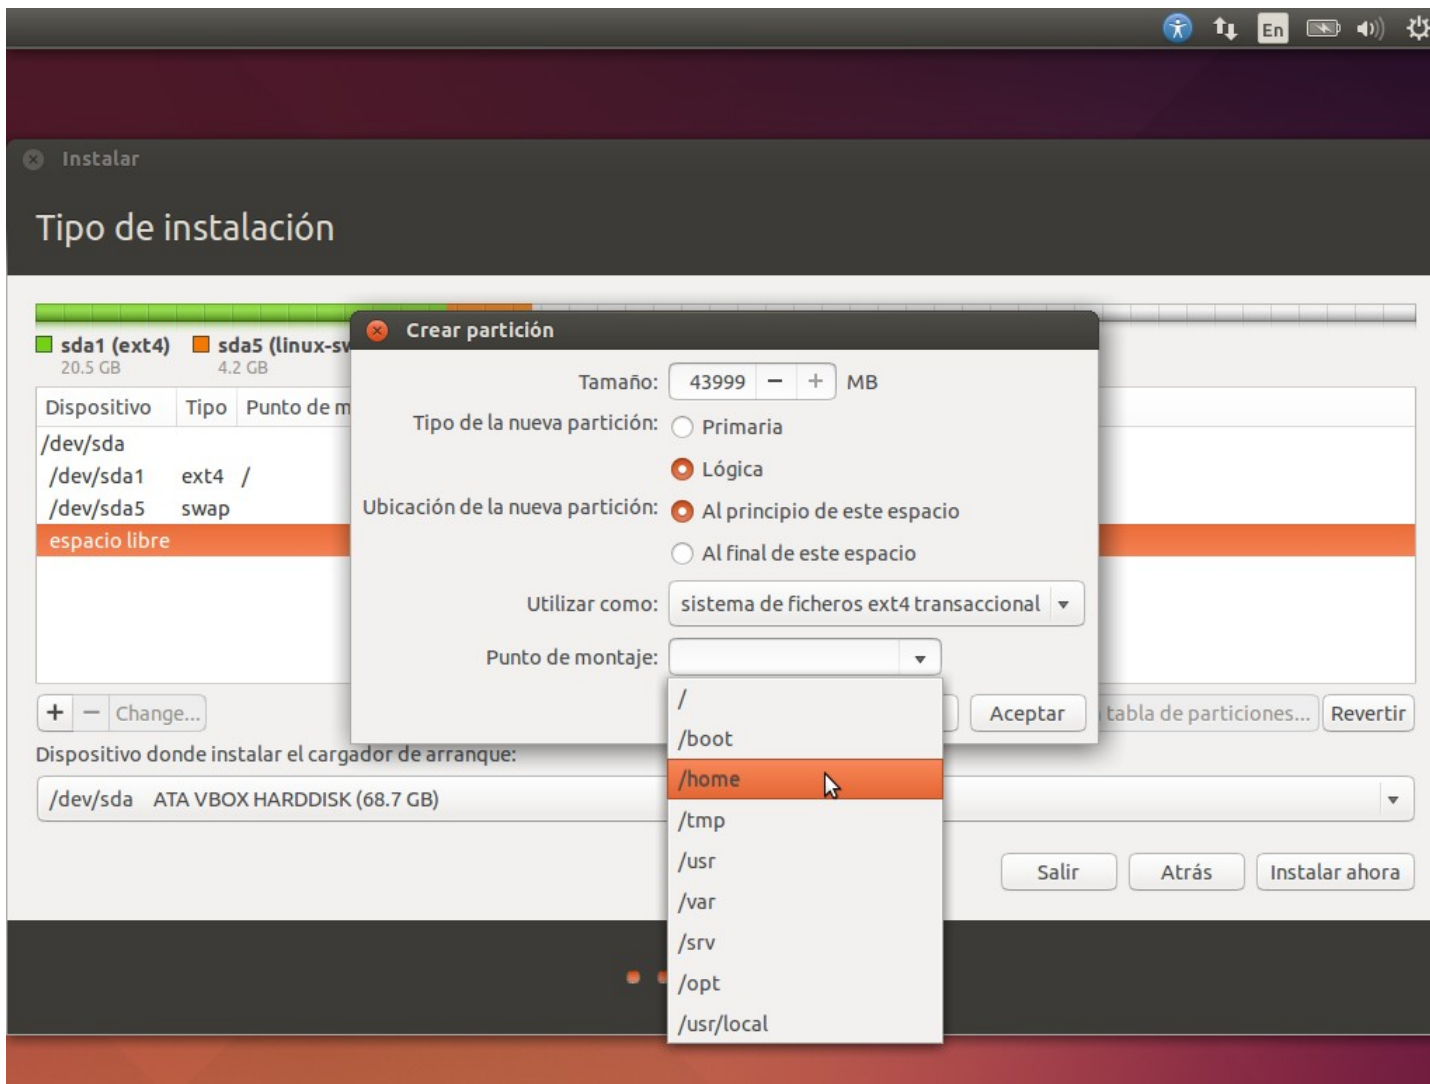 En
Instalar
Tipo de instalación
sda1 (ext4) sda5 (linux-sw
20.5 GB 4.2 GB
Dispositivo Tipo Punto de m
/dev/sda
/dev/sda1 ext4 /
/dev/sda5 swap
espacio libre
Crear partición
Tamaño: 43999 − + MB
Tipo de la nueva partición: Primaria
Lógica
Ubicación de la nueva partición: Al principio de este espacio
Al final de este espacio
Utilizar como: sistema de ficheros ext4 transaccional
Punto de montaje:
/
/boot
/home
/tmp
/usr
/var
/srv
/opt
/usr/local
Aceptar
+ − Change... tabla de particiones... Revertir
Dispositivo donde instalar el cargador de arranque:
/dev/sda ATA VBOX HARDDISK (68.7 GB)
Salir Atrás Instalar ahora